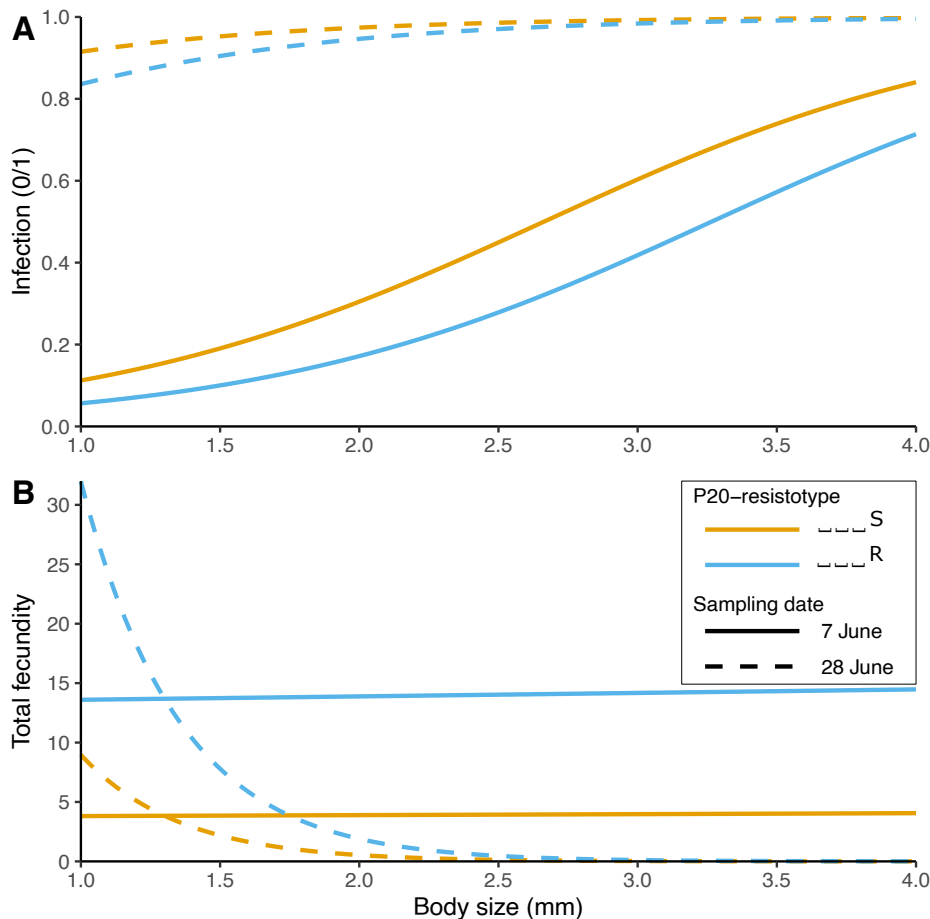 A
1.0
0.8
0.6
0.4
0.2
0.0
Infection (0/1)
1.0 1.5 2.0 2.5 3.0 3.5 4.0
B
30
25
20
15
10
5
0
Total fecundity
P20−resistotype
⎵⎵⎵S
⎵⎵⎵R
Sampling date
7 June
28 June
1.0 1.5 2.0 2.5 3.0 3.5 4.0
Body size (mm)